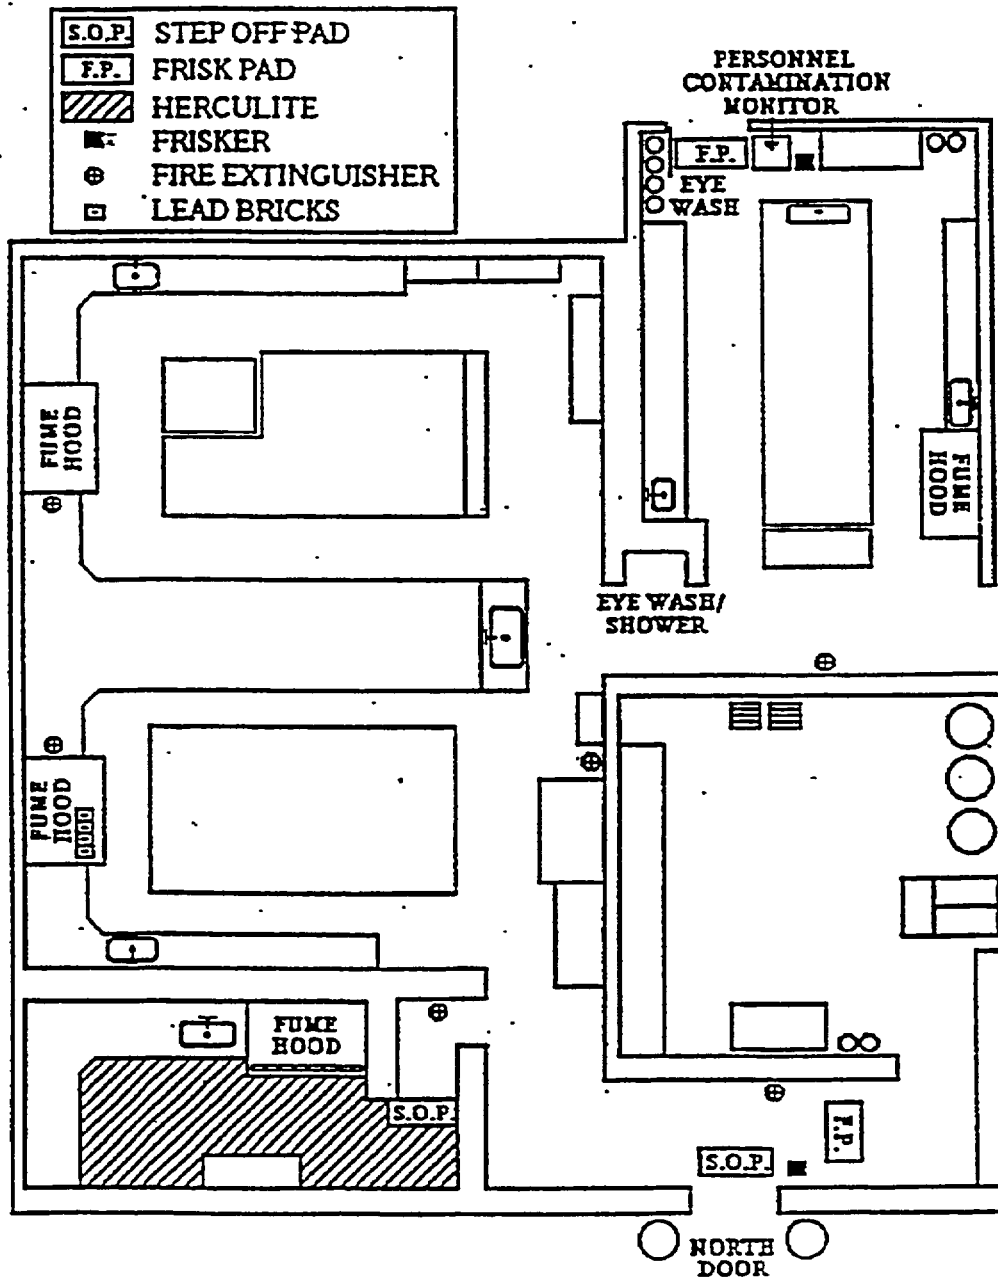 S.O.P. STEP OFF PAD
F.P. FRISK PAD
HERCULITE
FRISKER
FIRE EXTINGUISHER
LEAD BRICKS
PERSONNEL
CONTAMINATION
MONITOR
F.P.
EYE
WASH
FUME
HOOD
FUME
HOOD
EYE WASH/
SHOWER
FUME
HOOD
FUME
HOOD
S.O.P.
F.P.
S.O.P.
NORTH
DOOR